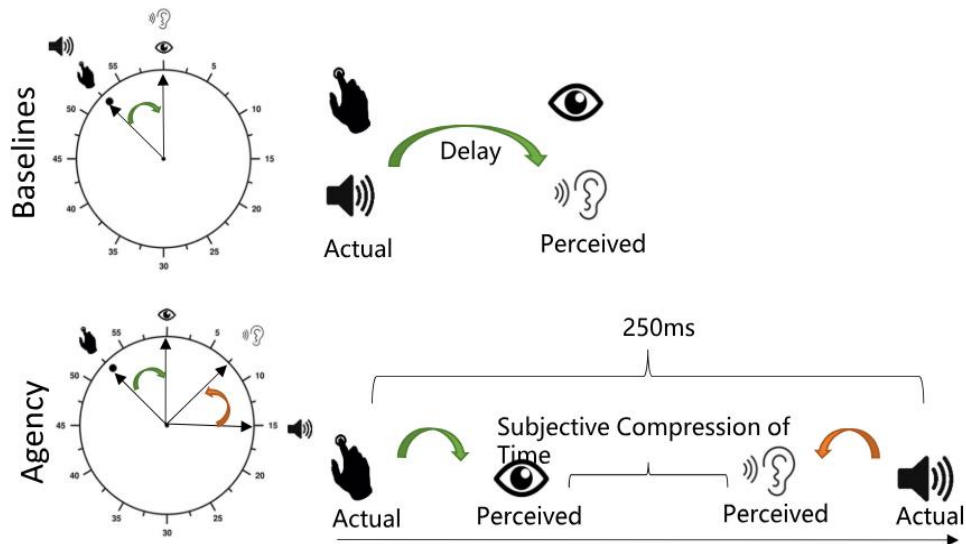 Baselines
55
5
50
10
45
15
40
20
35
25
30
Delay
Actual
Perceived
Agency
55
5
50
10
45
15
40
20
35
25
30
250ms
Subjective Compression of
Time
Actual
Perceived
Perceived
Actual